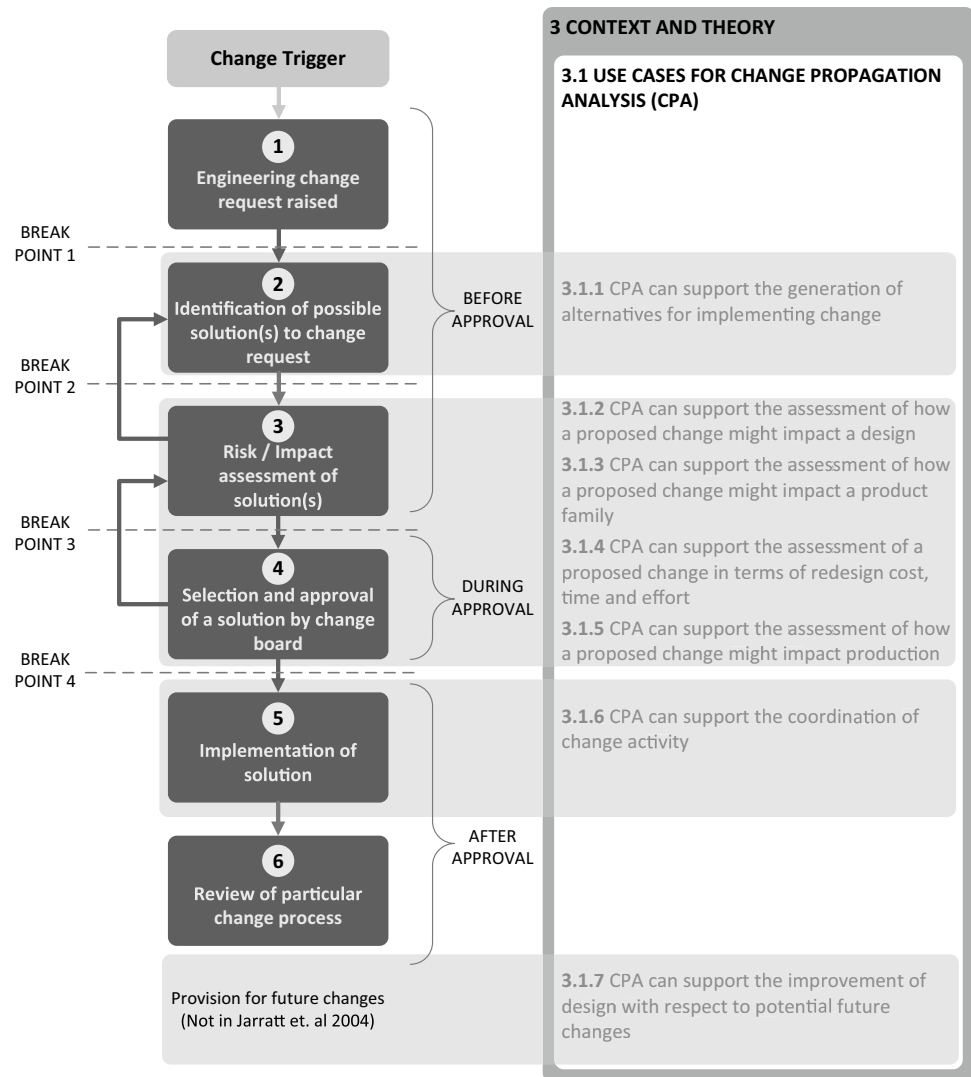 Change Trigger
1
Engineering change
request raised
BREAK
POINT 1
2
Identification of possible
solution(s) to change
request
BREAK
POINT 2
3
Risk / Impact
assessment of
solution(s)
BREAK
POINT 3
4
Selection and approval
of a solution by change
board
BREAK
POINT 4
5
Implementation of
solution
6
Review of particular
change process
Provision for future changes
(Not in Jarratt et. al 2004)
BEFORE
APPROVAL
DURING
APPROVAL
AFTER
APPROVAL
3 CONTEXT AND THEORY
3.1 USE CASES FOR CHANGE PROPAGATION
ANALYSIS (CPA)
3.1.1 CPA can support the generation of
alternatives for implementing change
3.1.2 CPA can support the assessment of how
a proposed change might impact a design
3.1.3 CPA can support the assessment of how
a proposed change might impact a product
family
3.1.4 CPA can support the assessment of a
proposed change in terms of redesign cost,
time and effort
3.1.5 CPA can support the assessment of how
a proposed change might impact production
3.1.6 CPA can support the coordination of
change activity
3.1.7 CPA can support the improvement of
design with respect to potential future
changes